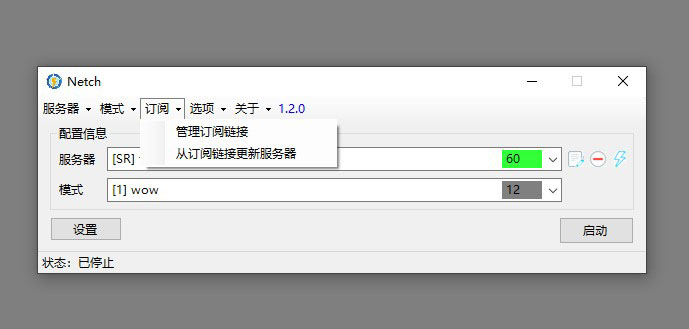 Netch
服务器 模式 订阅 选项 关于 1.2.0
管理订阅链接
从订阅链接更新服务器
配置信息
服务器 [SR] 60
模式 [1] wow 12
设置 启动
状态：已停止